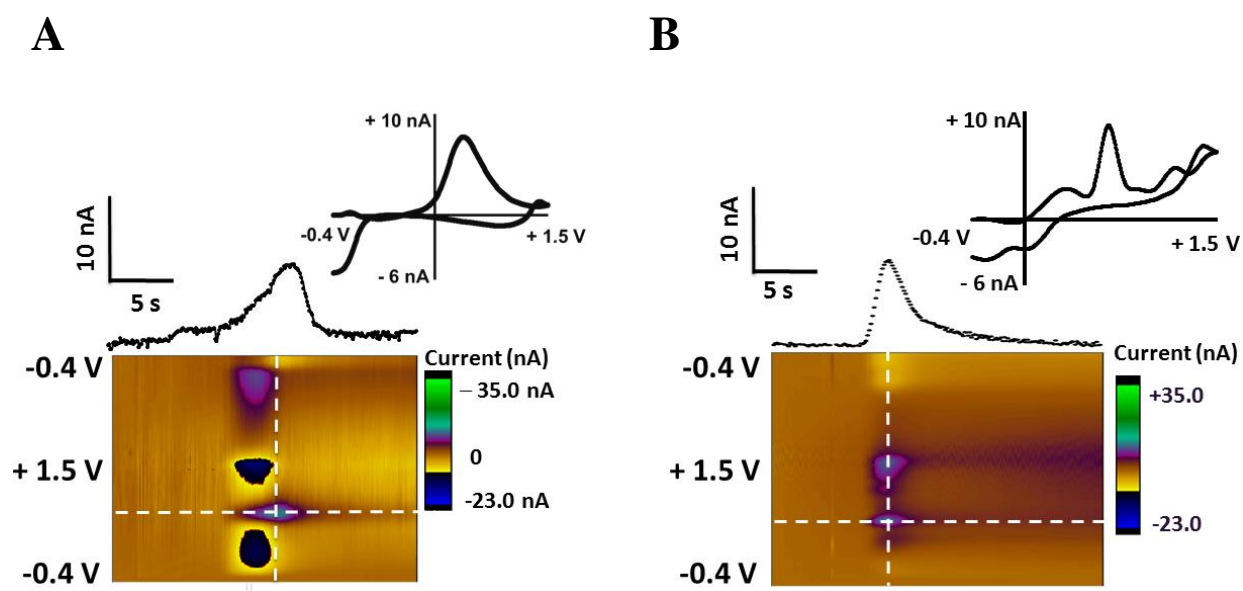 A
+ 10 nA
10 nA
-0.4 V
+ 1.5 V
- 6 nA
5 s
Current (nA)
-0.4 V
– 35.0 nA
+ 1.5 V
0
-23.0 nA
-0.4 V
B
+ 10 nA
10 nA
-0.4 V
+ 1.5 V
- 6 nA
5 s
Current (nA)
-0.4 V
+35.0
+ 1.5 V
-23.0
-0.4 V